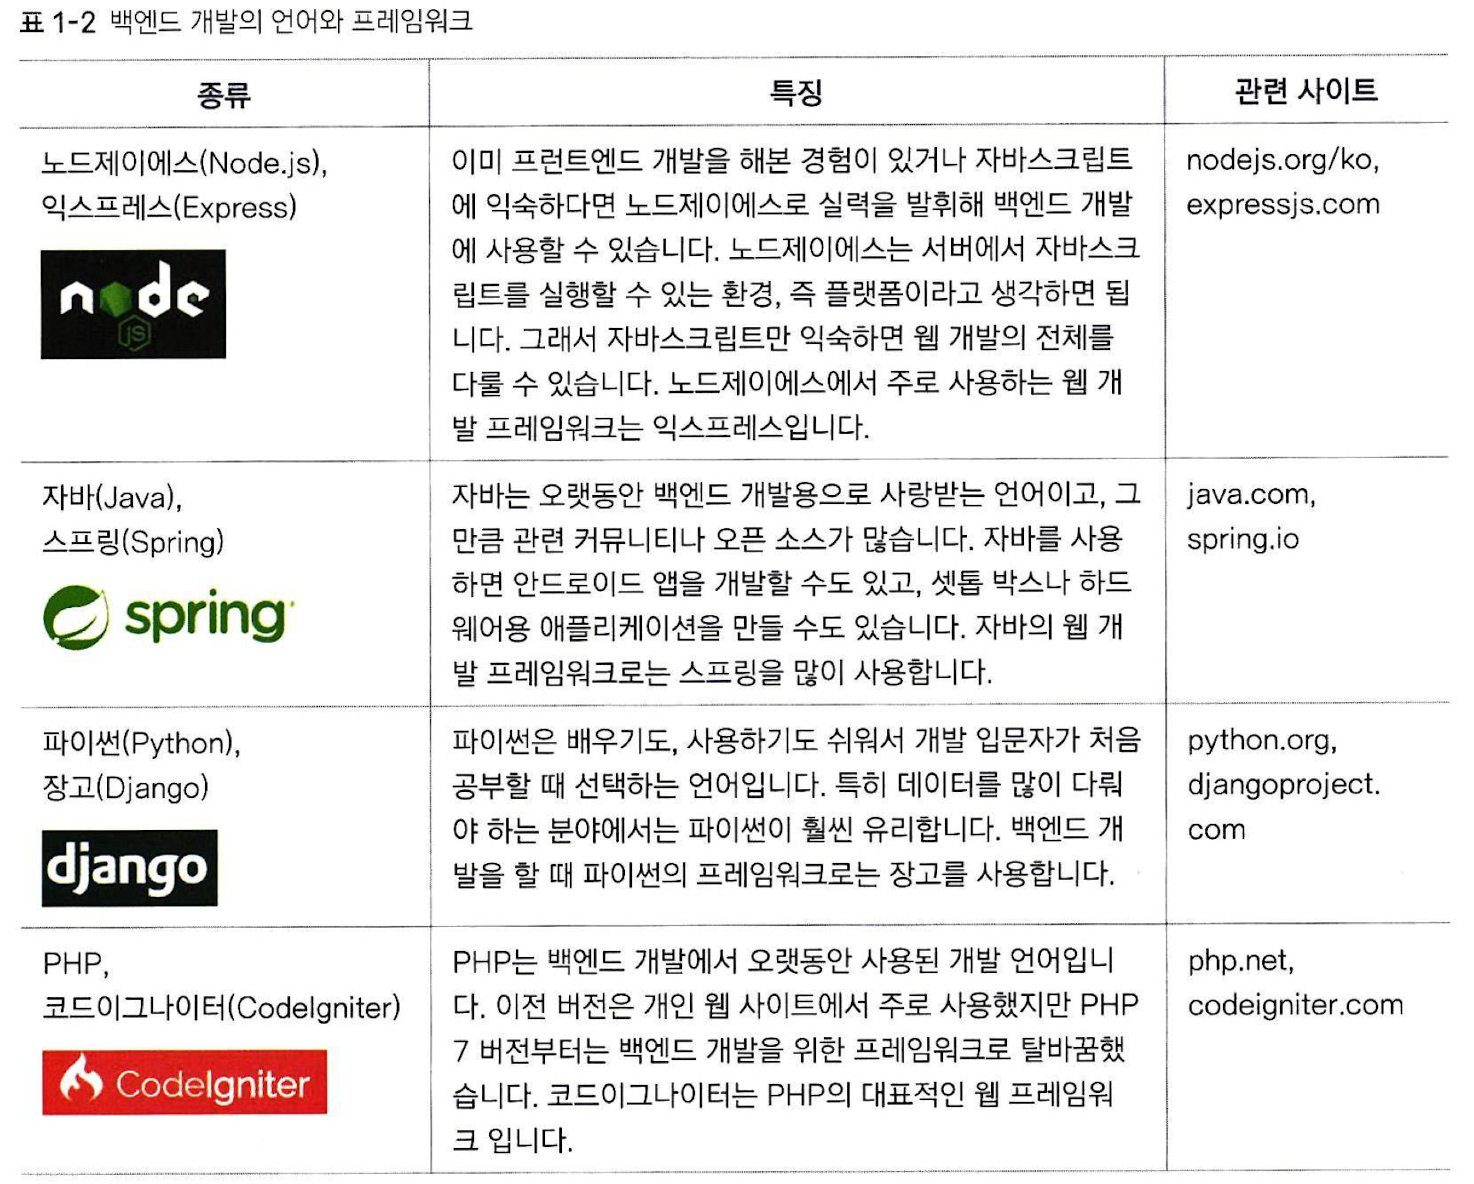 표 1-2 백엔드 개발의 언어와 프레임워크
종류
특징
관련 사이트
노드제이에스(Node.js),
익스프레스(Express)
node
JS
이미 프런트엔드 개발을 해본 경험이 있거나 자바스크립트
에 익숙하다면 노드제이에스로 실력을 발휘해 백엔드 개발
에 사용할 수 있습니다. 노드제이에스는 서버에서 자바스크
립트를 실행할 수 있는 환경, 즉 플랫폼이라고 생각하면 됩
니다. 그래서 자바스크립트만 익숙하면 웹 개발의 전체를
다룰 수 있습니다. 노드제이에스에서 주로 사용하는 웹 개
발 프레임워크는 익스프레스입니다.
nodejs.org/ko,
expressjs.com
자바(Java),
스프링(Spring)
spring
자바는 오랫동안 백엔드 개발용으로 사랑받는 언어이고, 그
만큼 관련 커뮤니티나 오픈 소스가 많습니다. 자바를 사용
하면 안드로이드 앱을 개발할 수도 있고, 셋톱 박스나 하드
웨어용 애플리케이션을 만들 수도 있습니다. 자바의 웹 개
발 프레임워크로는 스프링을 많이 사용합니다.
java.com,
spring.io
파이썬(Python),
장고(Django)
django
파이썬은 배우기도, 사용하기도 쉬워서 개발 입문자가 처음
공부할 때 선택하는 언어입니다. 특히 데이터를 많이 다뤄
야 하는 분야에서는 파이썬이 훨씬 유리합니다. 백엔드 개
발을 할 때 파이썬의 프레임워크로는 장고를 사용합니다.
python.org,
djangoproject.
com
PHP,
코드이그나이터(CodeIgniter)
CodeIgniter
PHP는 백엔드 개발에서 오랫동안 사용된 개발 언어입니
다. 이전 버전은 개인 웹 사이트에서 주로 사용했지만 PHP
7 버전부터는 백엔드 개발을 위한 프레임워크로 탈바꿈했
습니다. 코드이그나이터는 PHP의 대표적인 웹 프레임워
크 입니다.
php.net,
codeigniter.com